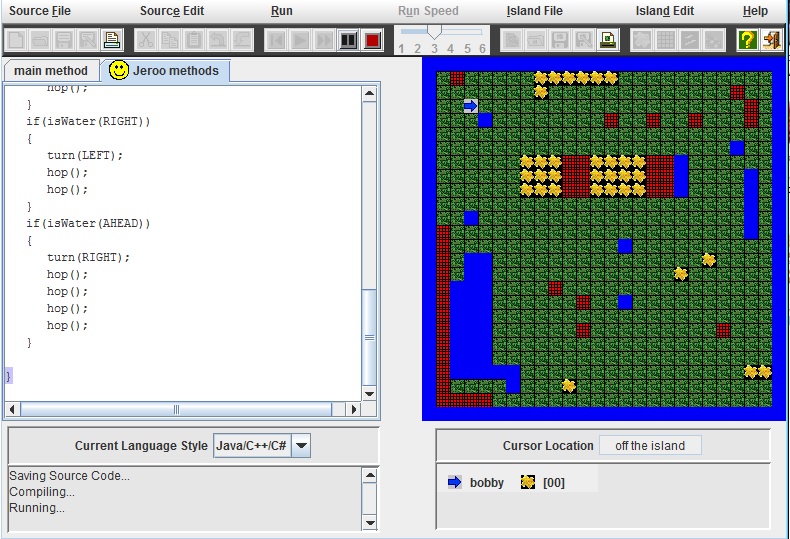 Source File Source Edit Run Run Speed Island File Island Edit Help
1 2 3 4 5 6
main method Jeroo methods
hop();
}
if(isWater(RIGHT))
{
turn(LEFT);
hop();
hop();
}
if(isWater(AHEAD))
{
turn(RIGHT);
hop();
hop();
hop();
hop();
}
}
Current Language Style Java/C++/C#
Cursor Location off the island
Saving Source Code...
Compiling...
Running...
bobby [00]